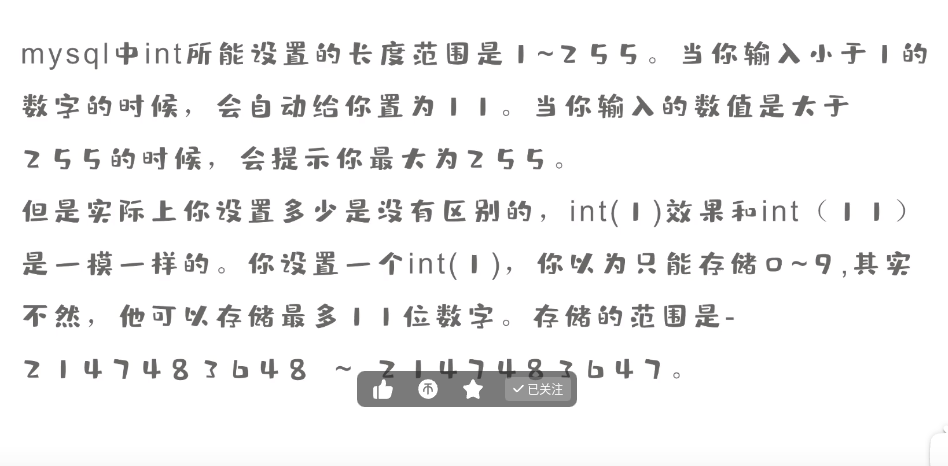 mysql中int所能设置的长度范围是1~255。当你输入小于1的
数字的时候，会自动给你置为11。当你输入的数值是大于
255的时候，会提示你最大为255。
但是实际上你设置多少是没有区别的，int(1)效果和int（11）
是一摸一样的。你设置一个int(1)，你以为只能存储0~9,其实
不然，他可以存储最多11位数字。存储的范围是-
2147483648 ~ 2147483647。
已关注